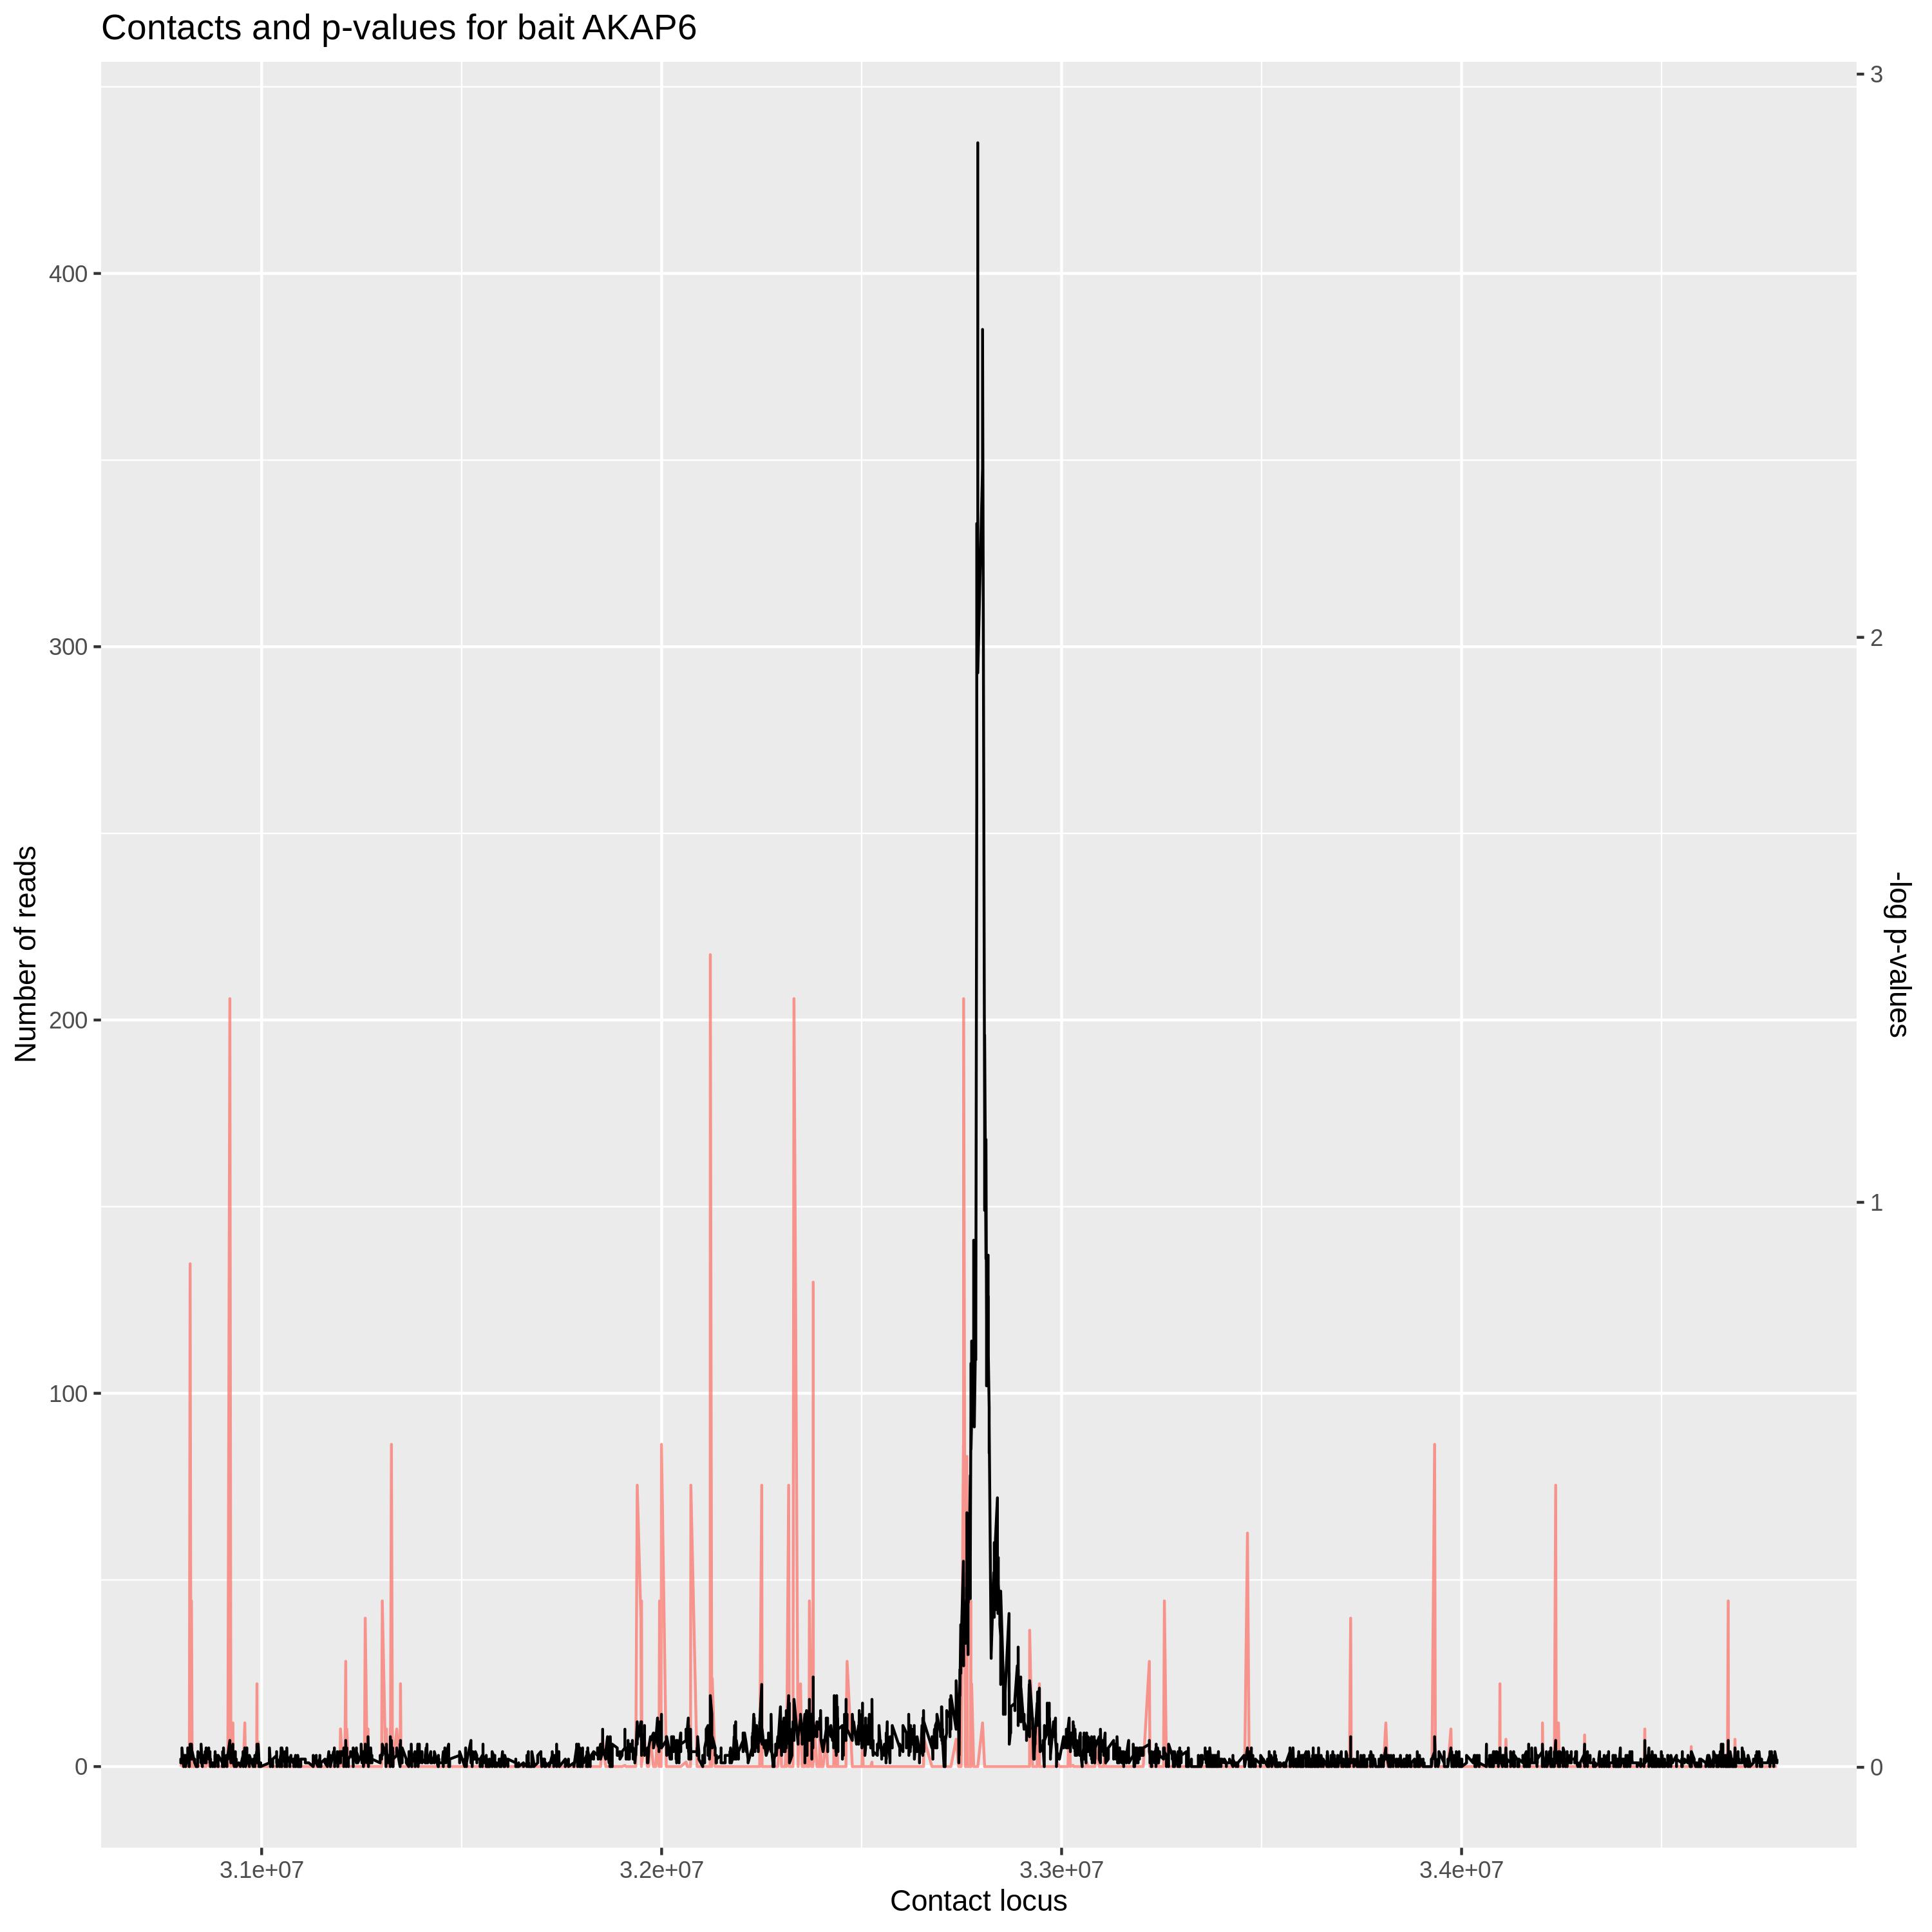 Contacts and p-values for bait AKAP6
3
400
300
2
200
1
100
0
0
Number of reads
-log p-values
3.1e+07
3.2e+07
3.3e+07
3.4e+07
Contact locus